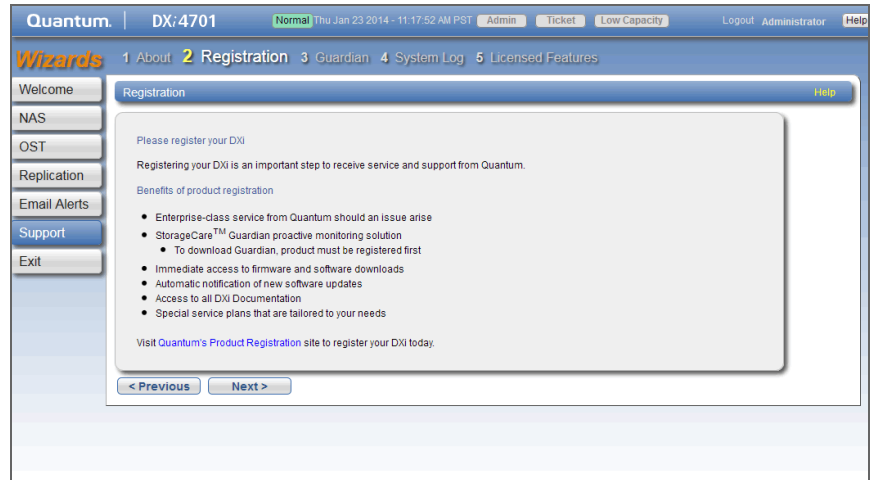 Quantum. DXi4701 Normal Thu Jan 23 2014 - 11:17:52 AM PST Admin Ticket Low Capacity Logout Administrator Help
Wizards 1 About 2 Registration 3 Guardian 4 System Log 5 Licensed Features
Welcome
NAS
OST
Replication
Email Alerts
Support
Exit
Registration Help
Please register your DXi
Registering your DXi is an important step to receive service and support from Quantum.
Benefits of product registration
• Enterprise-class service from Quantum should an issue arise
• StorageCare™ Guardian proactive monitoring solution
• To download Guardian, product must be registered first
• Immediate access to firmware and software downloads
• Automatic notification of new software updates
• Access to all DXi Documentation
• Special service plans that are tailored to your needs
Visit Quantum's Product Registration site to register your DXi today.
< Previous Next >